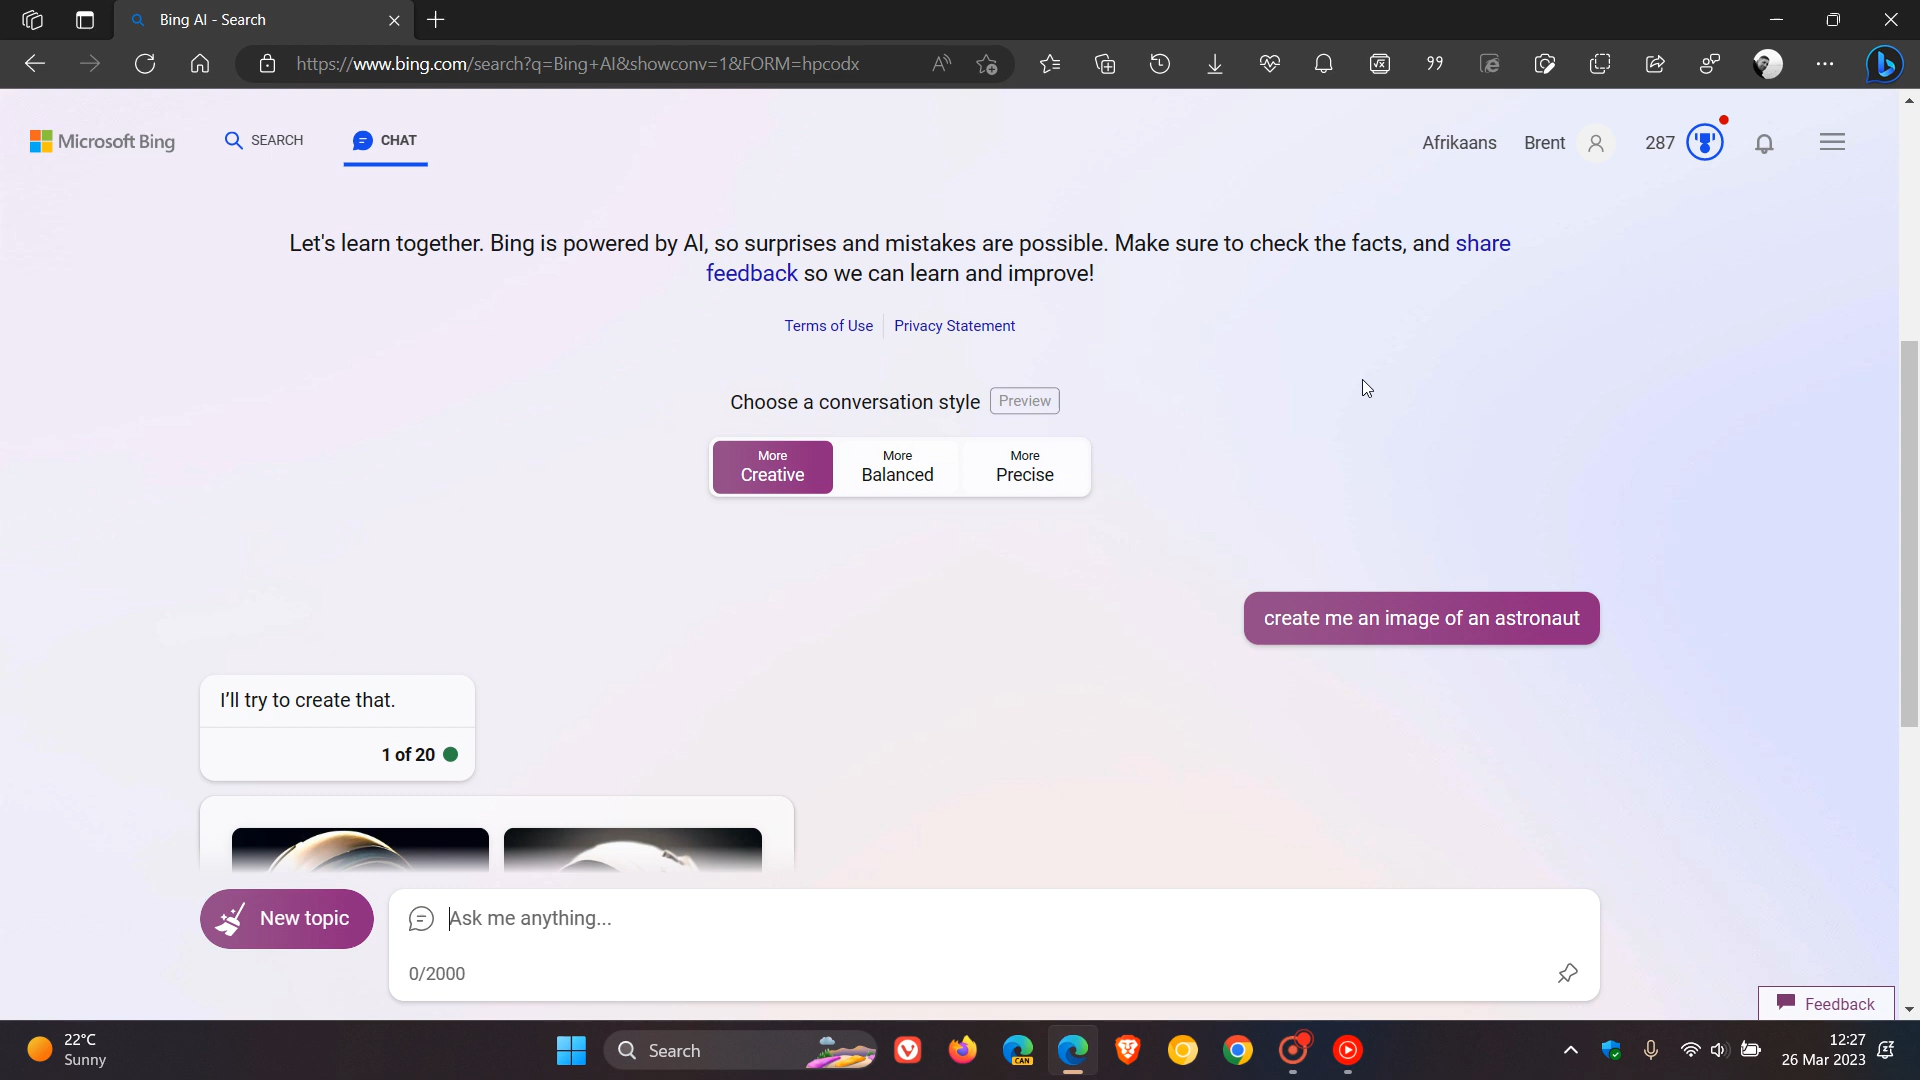 Bing AI - Search
https://www.bing.com/search?q=Bing+AI&showconv=1&FORM=hpcodx
Microsoft Bing
SEARCH
CHAT
Afrikaans
Brent
287
Let's learn together. Bing is powered by AI, so surprises and mistakes are possible. Make sure to check the facts, and share
feedback so we can learn and improve!
Terms of Use
Privacy Statement
Choose a conversation style
Preview
More
Creative
More
Balanced
More
Precise
create me an image of an astronaut
I'll try to create that.
1 of 20
New topic
Ask me anything...
0/2000
Feedback
22°C
Sunny
Search
CAN
12:27
26 Mar 2023